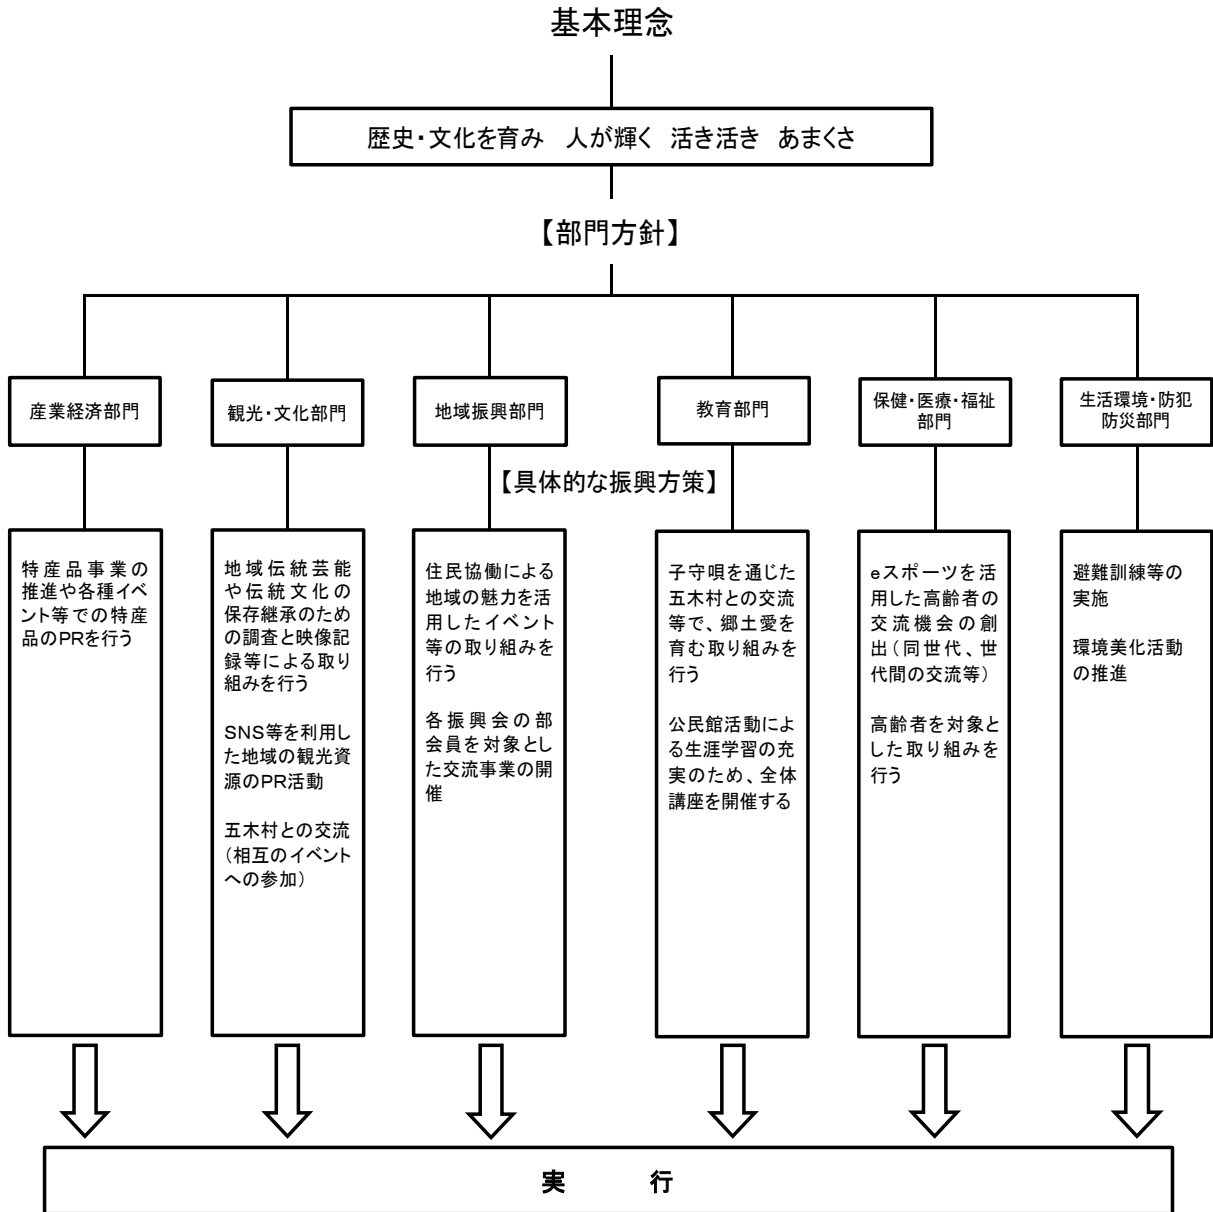 基本理念
歴史・文化を育み　人が輝く　活き活き　あまくさ
【部門方針】
産業経済部門
観光・文化部門
地域振興部門
教育部門
保健・医療・福祉
部門
生活環境・防犯
防災部門
【具体的な振興方策】
特産品事業の
推進や各種イベ
ント等での特産
品のPRを行う
地域伝統芸能
や伝統文化の
保存継承のため
の調査と映像記
録等による取り
組みを行う
SNS等を利用し
た地域の観光資
源のPR活動
五木村との交流
（相互のイベント
への参加）
住民協働による
地域の魅力を活
用したイベント
等の取り組みを
行う
各振興会の部
会員を対象とし
た交流事業の開
催
子守唄を通じた
五木村との交流
等で、郷土愛を
育む取り組みを
行う
公民館活動によ
る生涯学習の充
実のため、全体
講座を開催する
eスポーツを活
用した高齢者の
交流機会の創
出（同世代、世
代間の交流等）
高齢者を対象と
した取り組みを
行う
避難訓練等の
実施
環境美化活動
の推進
実　　　行